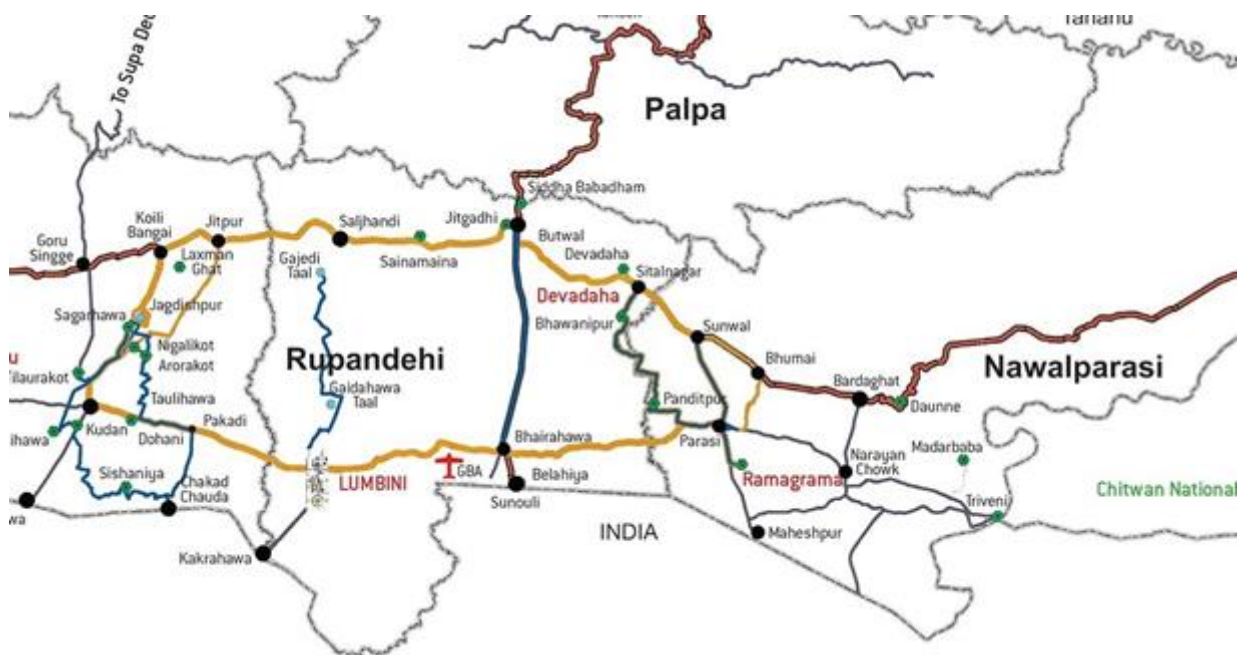 To Supa Deu
Palpa
Siddha Babadham
Koili
Bangai
Jitpur
Saljhandi
Jitgadhi
Butwal
Goru
Singge
Laxman
Ghat
Gajedi
Taal
Sainamaina
Devadaha
Sitalnagar
Devadaha
Jagdishpur
Sagarhawa
Bhawanipur
Sunwal
Nigalikot
Arorakot
Rupandehi
Bhumai
Nawalparasi
Bardaghat
ilaurakot
Taulihawa
Gaidahawa
Taal
Panditpur
Daunne
Pakadi
ihawa
Kudan
Dohani
Bhairahawa
Parasi
Narayan
Chowk
Madarbaba
Sishaniya
LUMBINI
GBA
Belahiya
Ramagrama
Chakad
Chauda
Sunouli
Triveni
Chitwan National
wa
INDIA
Maheshpur
Kakrahawa